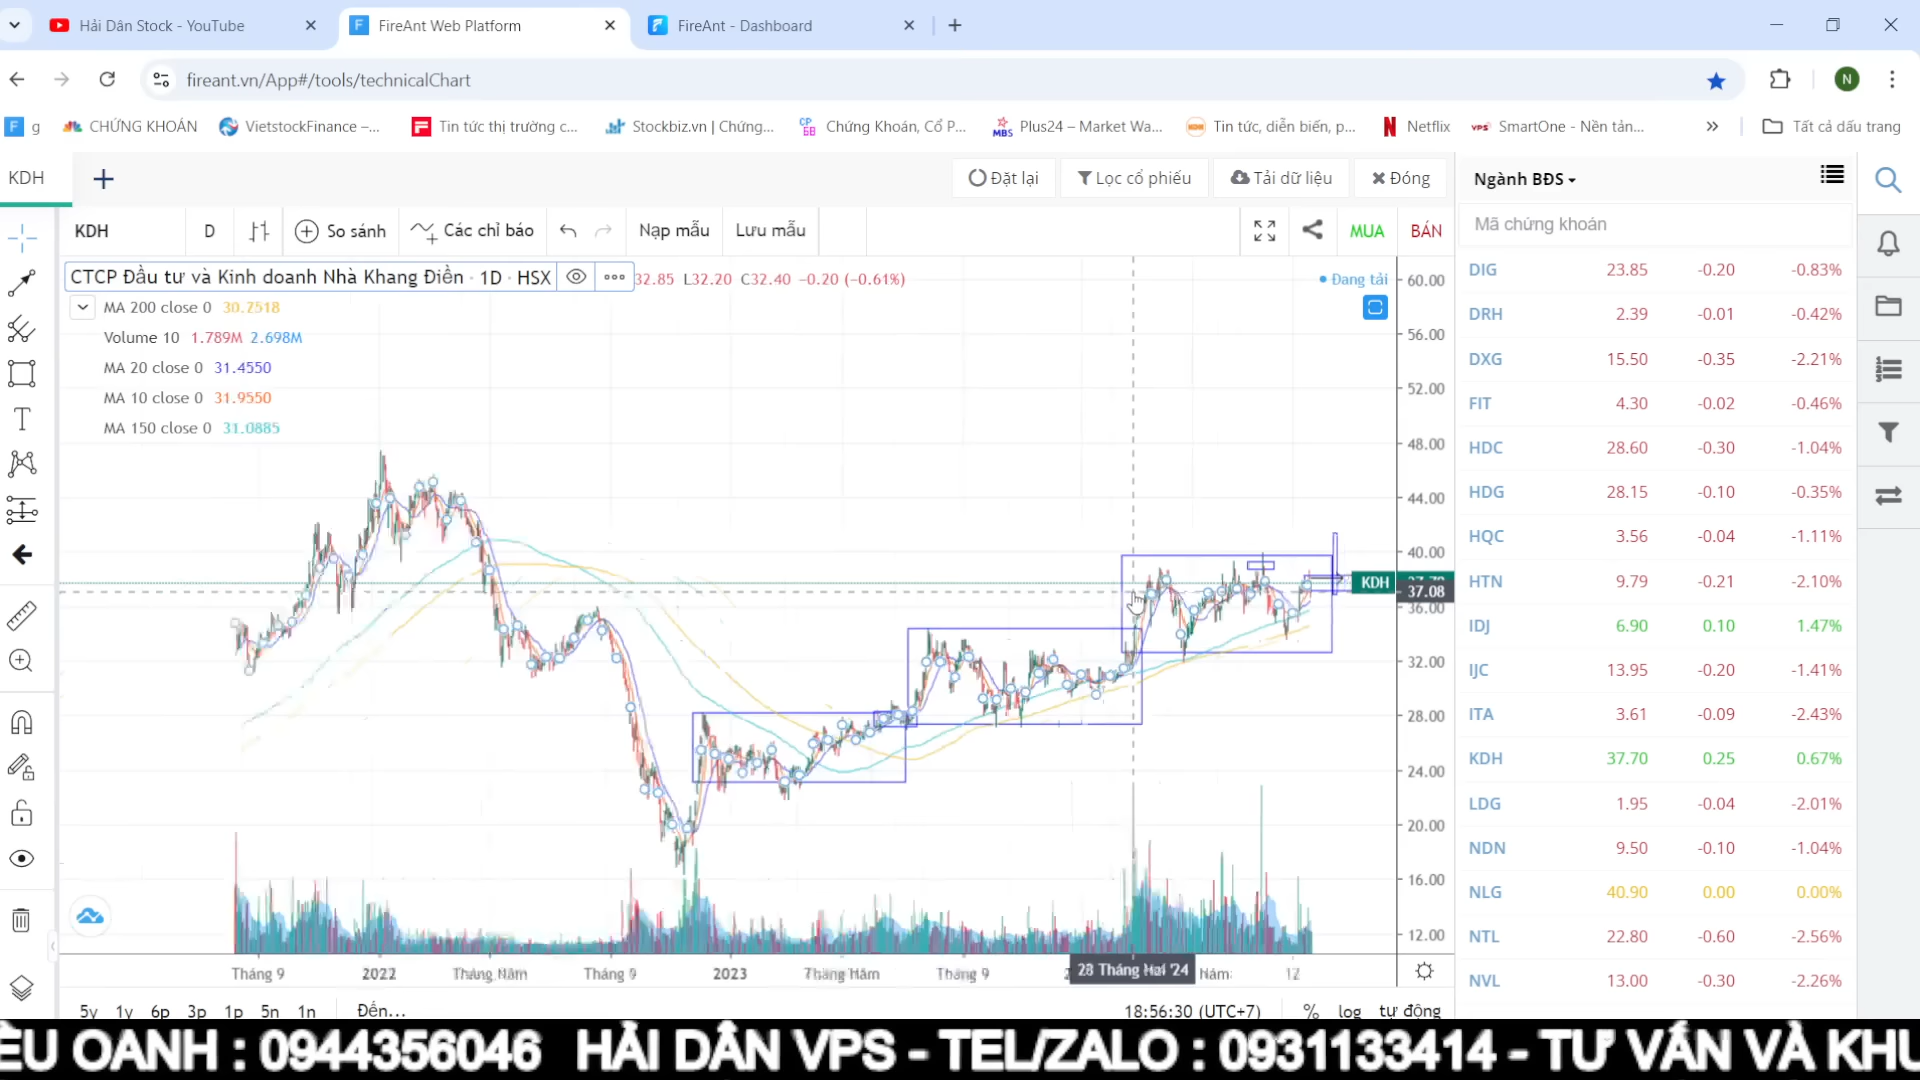 Hải Dân Stock - YouTube
FireAnt Web Platform
FireAnt - Dashboard
fireant.vn/App#/tools/technicalChart
N
g
CHỨNG KHOÁN
VietstockFinance –...
Tin tức thị trường c...
Stockbiz.vn | Chứng...
Chứng Khoán, Cổ P...
Plus24 – Market Wa...
Tin tức, diễn biến, p...
Netflix
SmartOne - Nền tản...
Tất cả dấu trang
KDH
Đặt lại
Lọc cổ phiếu
Tải dữ liệu
Đóng
Ngành BĐS
KDH
D
So sánh
Các chỉ báo
Nạp mẫu
Lưu mẫu
MUA
BÁN
Mã chứng khoán
CTCP Đầu tư và Kinh doanh Nhà Khang Điền · 1D · HSX
32.85 L32.20 C32.40 -0.20 (-0.61%)
Đang tải
MA 200 close 0 30.7518
Volume 10 1.789M 2.698M
MA 20 close 0 31.4550
MA 10 close 0 31.9550
MA 150 close 0 31.0885
60.00
56.00
52.00
48.00
44.00
40.00
KDH
37.08
36.00
32.00
28.00
24.00
20.00
16.00
12.00
Tháng 9
2022
Tháng Năm
Tháng 9
2023
Tháng Năm
Tháng 9
28 Tháng Hai '24
12
5y 1y 6p 3p 1p 5n 1n
Đến...
18:56:30 (UTC+7)
% log tự động
DIG 23.85 -0.20 -0.83%
DRH 2.39 -0.01 -0.42%
DXG 15.50 -0.35 -2.21%
FIT 4.30 -0.02 -0.46%
HDC 28.60 -0.30 -1.04%
HDG 28.15 -0.10 -0.35%
HQC 3.56 -0.04 -1.11%
HTN 9.79 -0.21 -2.10%
IDJ 6.90 0.10 1.47%
IJC 13.95 -0.20 -1.41%
ITA 3.61 -0.09 -2.43%
KDH 37.70 0.25 0.67%
LDG 1.95 -0.04 -2.01%
NDN 9.50 -0.10 -1.04%
NLG 40.90 0.00 0.00%
NTL 22.80 -0.60 -2.56%
NVL 13.00 -0.30 -2.26%
ỀU OANH : 0944356046 HẢI DÂN VPS - TEL/ZALO : 0931133414 - TƯ VẤN VÀ KHU